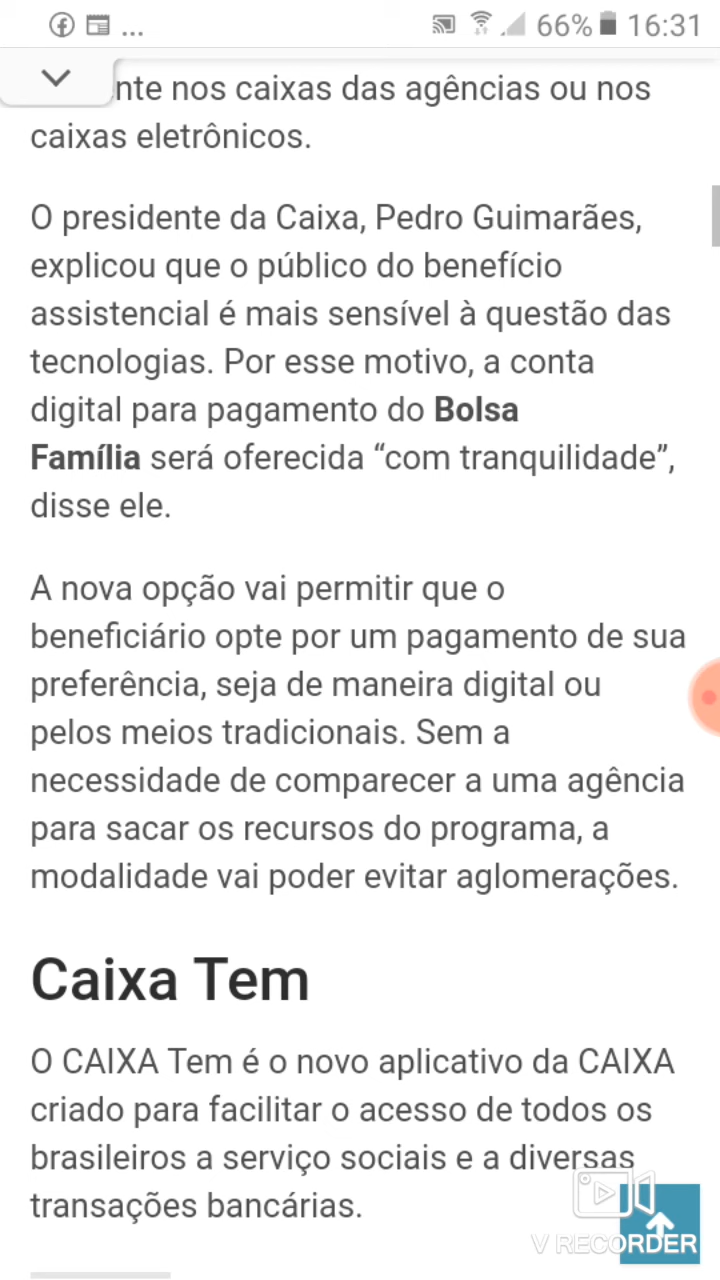 ... 66% 16:31
nte nos caixas das agências ou nos
caixas eletrônicos.
O presidente da Caixa, Pedro Guimarães,
explicou que o público do benefício
assistencial é mais sensível à questão das
tecnologias. Por esse motivo, a conta
digital para pagamento do Bolsa
Família será oferecida “com tranquilidade”,
disse ele.
A nova opção vai permitir que o
beneficiário opte por um pagamento de sua
preferência, seja de maneira digital ou
pelos meios tradicionais. Sem a
necessidade de comparecer a uma agência
para sacar os recursos do programa, a
modalidade vai poder evitar aglomerações.
Caixa Tem
O CAIXA Tem é o novo aplicativo da CAIXA
criado para facilitar o acesso de todos os
brasileiros a serviço sociais e a diversas
transações bancárias.
V RECORDER